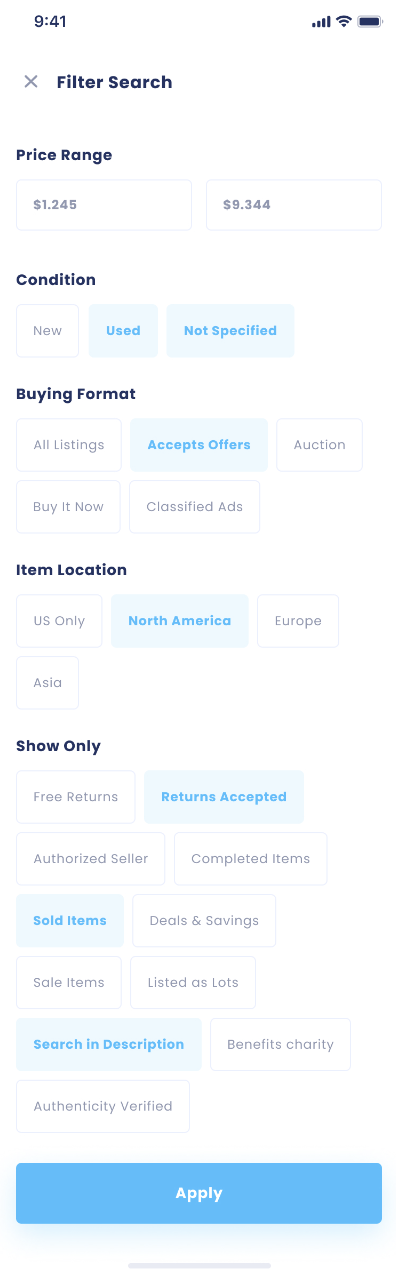 9:41
Filter Search
Price Range
$1.245 $9.344
Condition
New Used Not Specified
Buying Format
All Listings Accepts Offers Auction
Buy It Now Classified Ads
Item Location
US Only North America Europe
Asia
Show Only
Free Returns Returns Accepted
Authorized Seller Completed Items
Sold Items Deals & Savings
Sale Items Listed as Lots
Search in Description Benefits charity
Authenticity Verified
Apply